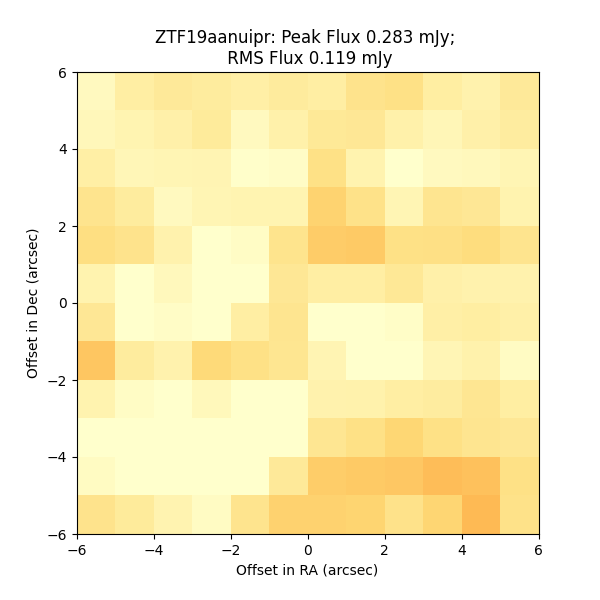 ZTF19aanuipr: Peak Flux 0.283 mJy;
RMS Flux 0.119 mJy
6
4
2
0
−2
−4
−6
Offset in Dec (arcsec)
−6 −4 −2 0 2 4 6
Offset in RA (arcsec)